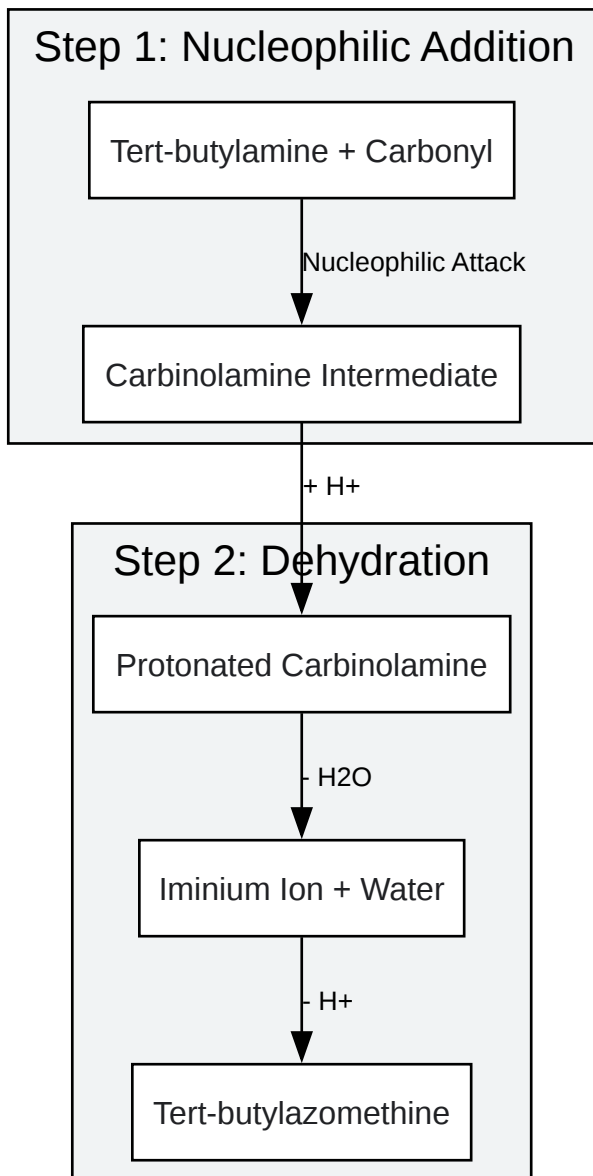 Step 1: Nucleophilic Addition
Tert-butylamine + Carbonyl
Nucleophilic Attack
Carbinolamine Intermediate
+ H+
Step 2: Dehydration
Protonated Carbinolamine
- H2O
Iminium Ion + Water
- H+
Tert-butylazomethine